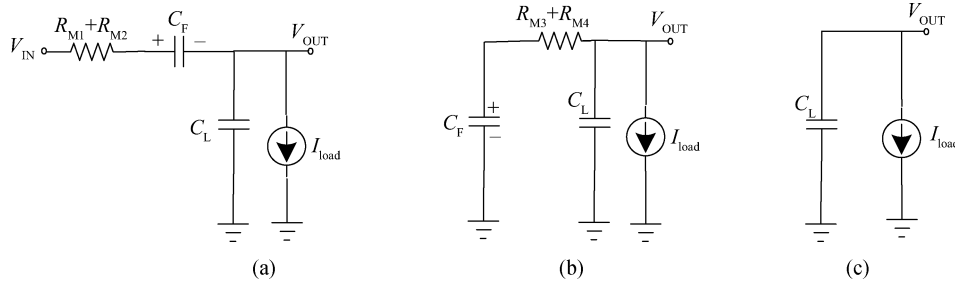 V_IN R_M1+R_M2 + C_F − V_OUT
C_L I_load
(a)
R_M3+R_M4 V_OUT
C_F + − C_L I_load
(b)
V_OUT
C_L I_load
(c)